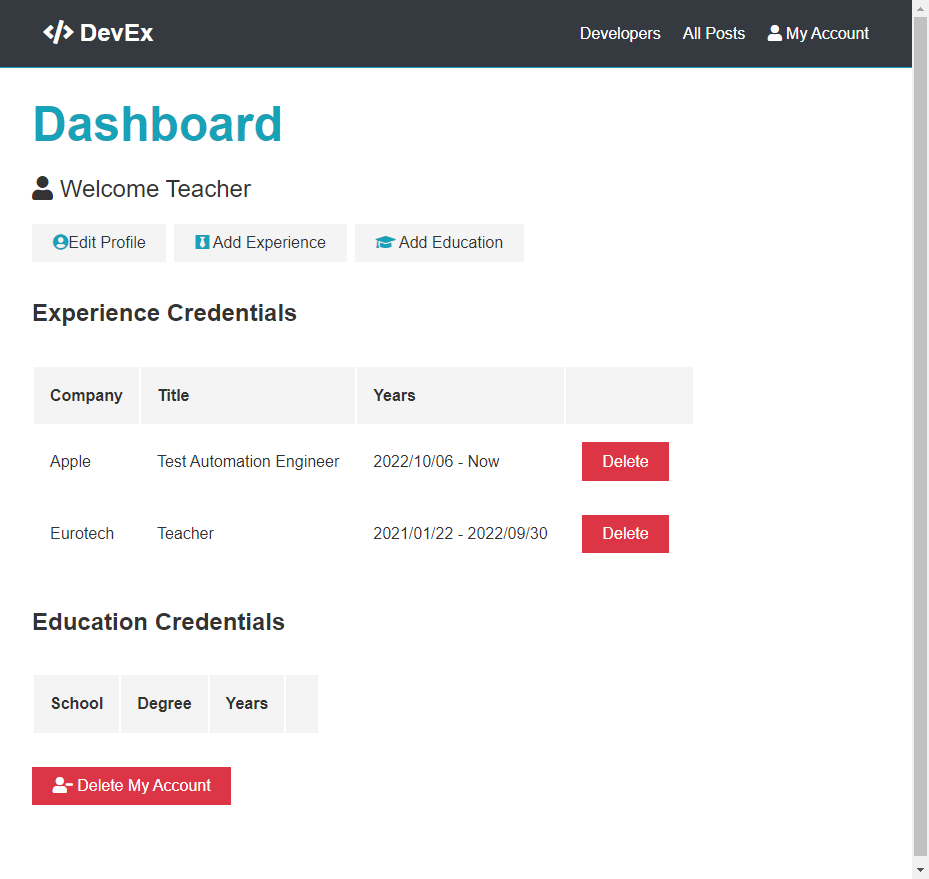 DevEx
Developers All Posts My Account
Dashboard
Welcome Teacher
Edit Profile Add Experience Add Education
Experience Credentials
Company Title Years
Apple Test Automation Engineer 2022/10/06 - Now Delete
Eurotech Teacher 2021/01/22 - 2022/09/30 Delete
Education Credentials
School Degree Years
Delete My Account